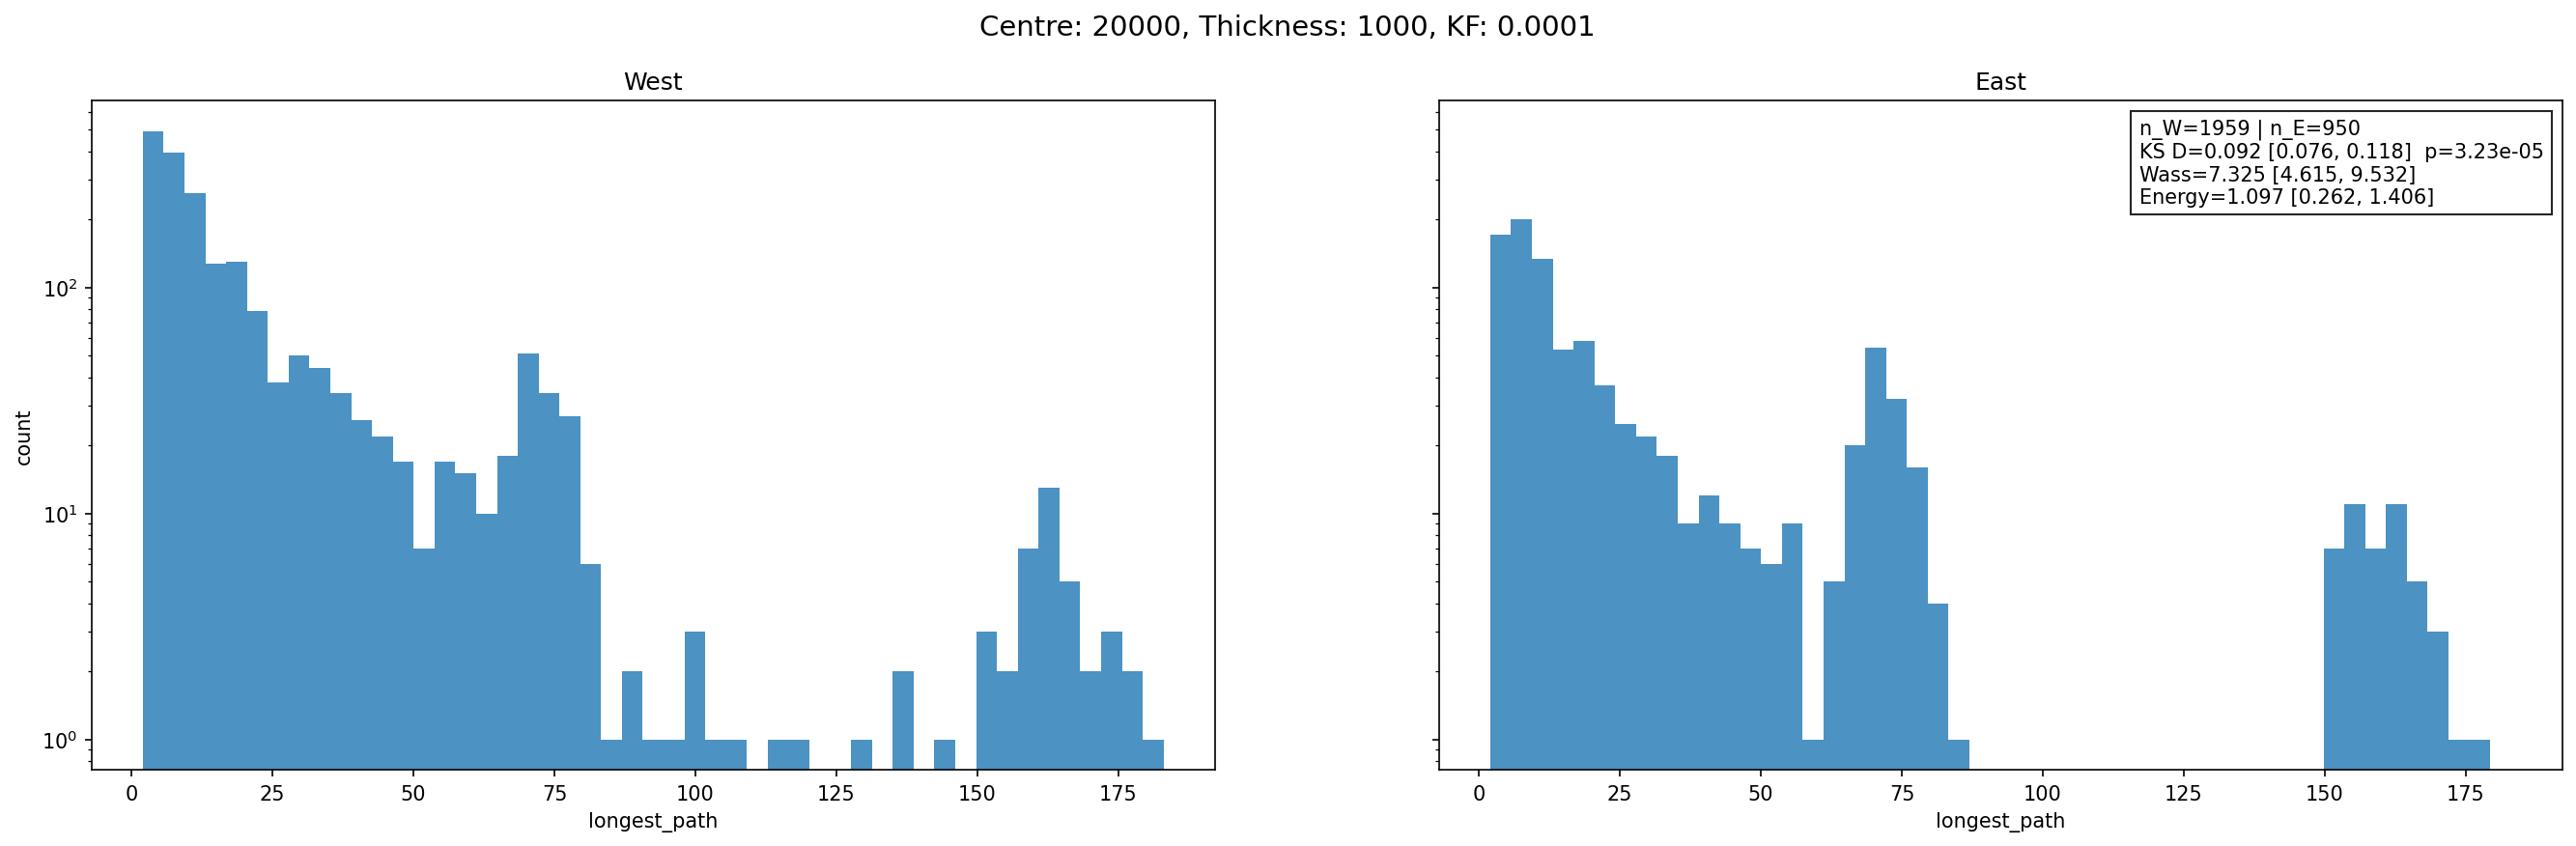 Centre: 20000, Thickness: 1000, KF: 0.0001
West
East
n_W=1959 | n_E=950
KS D=0.092 [0.076, 0.118]  p=3.23e-05
Wass=7.325 [4.615, 9.532]
Energy=1.097 [0.262, 1.406]
count
10²
10¹
10⁰
0 25 50 75 100 125 150 175
longest_path
0 25 50 75 100 125 150 175
longest_path